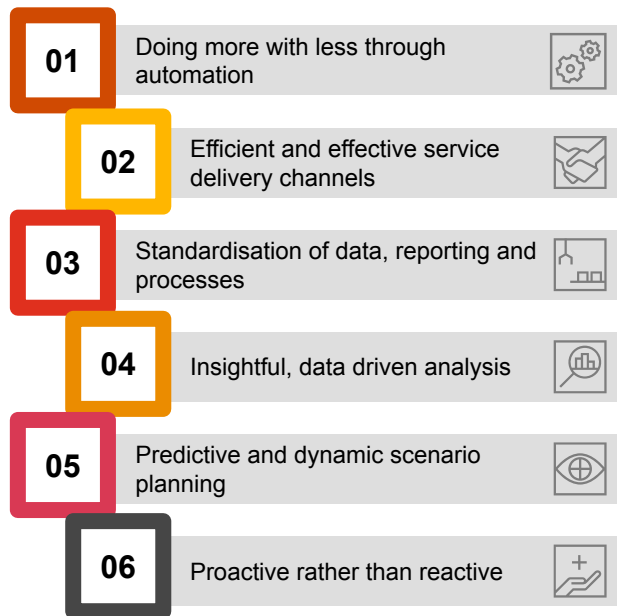 01
Doing more with less through
automation
02
Efficient and effective service
delivery channels
03
Standardisation of data, reporting and
processes
04
Insightful, data driven analysis
05
Predictive and dynamic scenario
planning
06
Proactive rather than reactive